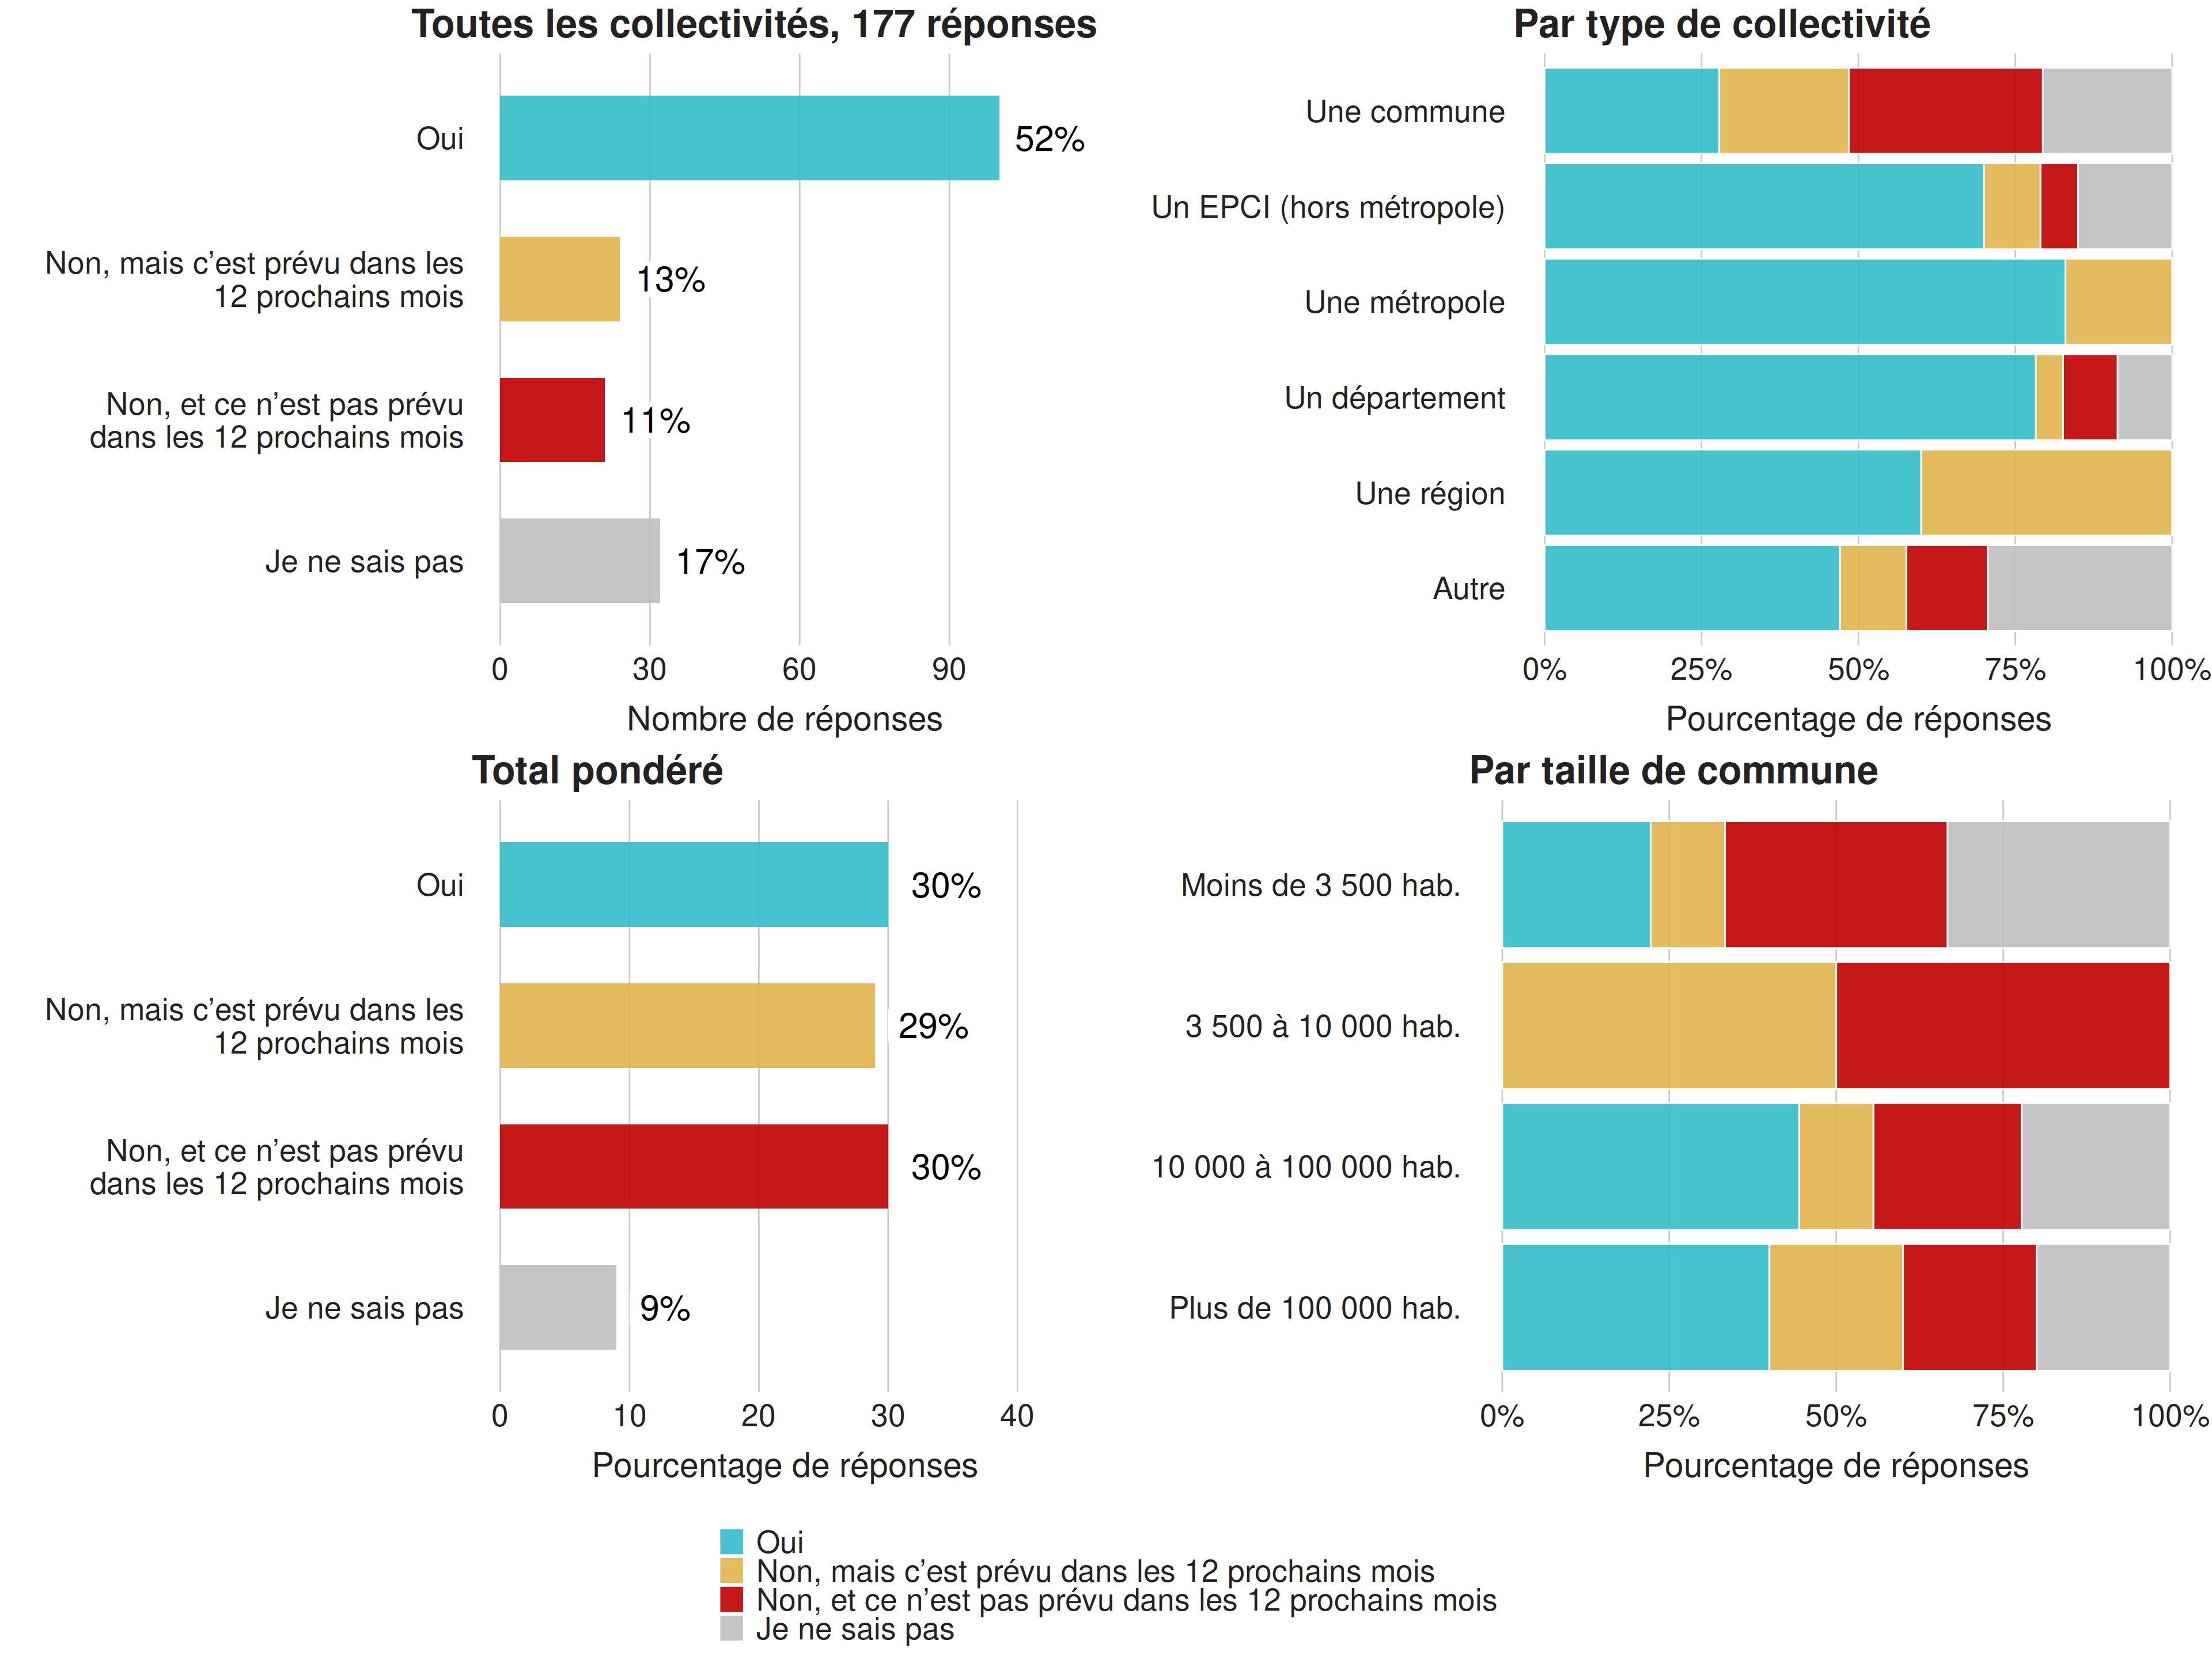 Toutes les collectivités, 177 réponses
Oui
52%
Non, mais c’est prévu dans les
12 prochains mois
13%
Non, et ce n’est pas prévu
dans les 12 prochains mois
11%
Je ne sais pas
17%
0 30 60 90
Nombre de réponses
Par type de collectivité
Une commune
Un EPCI (hors métropole)
Une métropole
Un département
Une région
Autre
0% 25% 50% 75% 100%
Pourcentage de réponses
Total pondéré
Oui
30%
Non, mais c’est prévu dans les
12 prochains mois
29%
Non, et ce n’est pas prévu
dans les 12 prochains mois
30%
Je ne sais pas
9%
0 10 20 30 40
Pourcentage de réponses
Par taille de commune
Moins de 3 500 hab.
3 500 à 10 000 hab.
10 000 à 100 000 hab.
Plus de 100 000 hab.
0% 25% 50% 75% 100%
Pourcentage de réponses
Oui
Non, mais c’est prévu dans les 12 prochains mois
Non, et ce n’est pas prévu dans les 12 prochains mois
Je ne sais pas